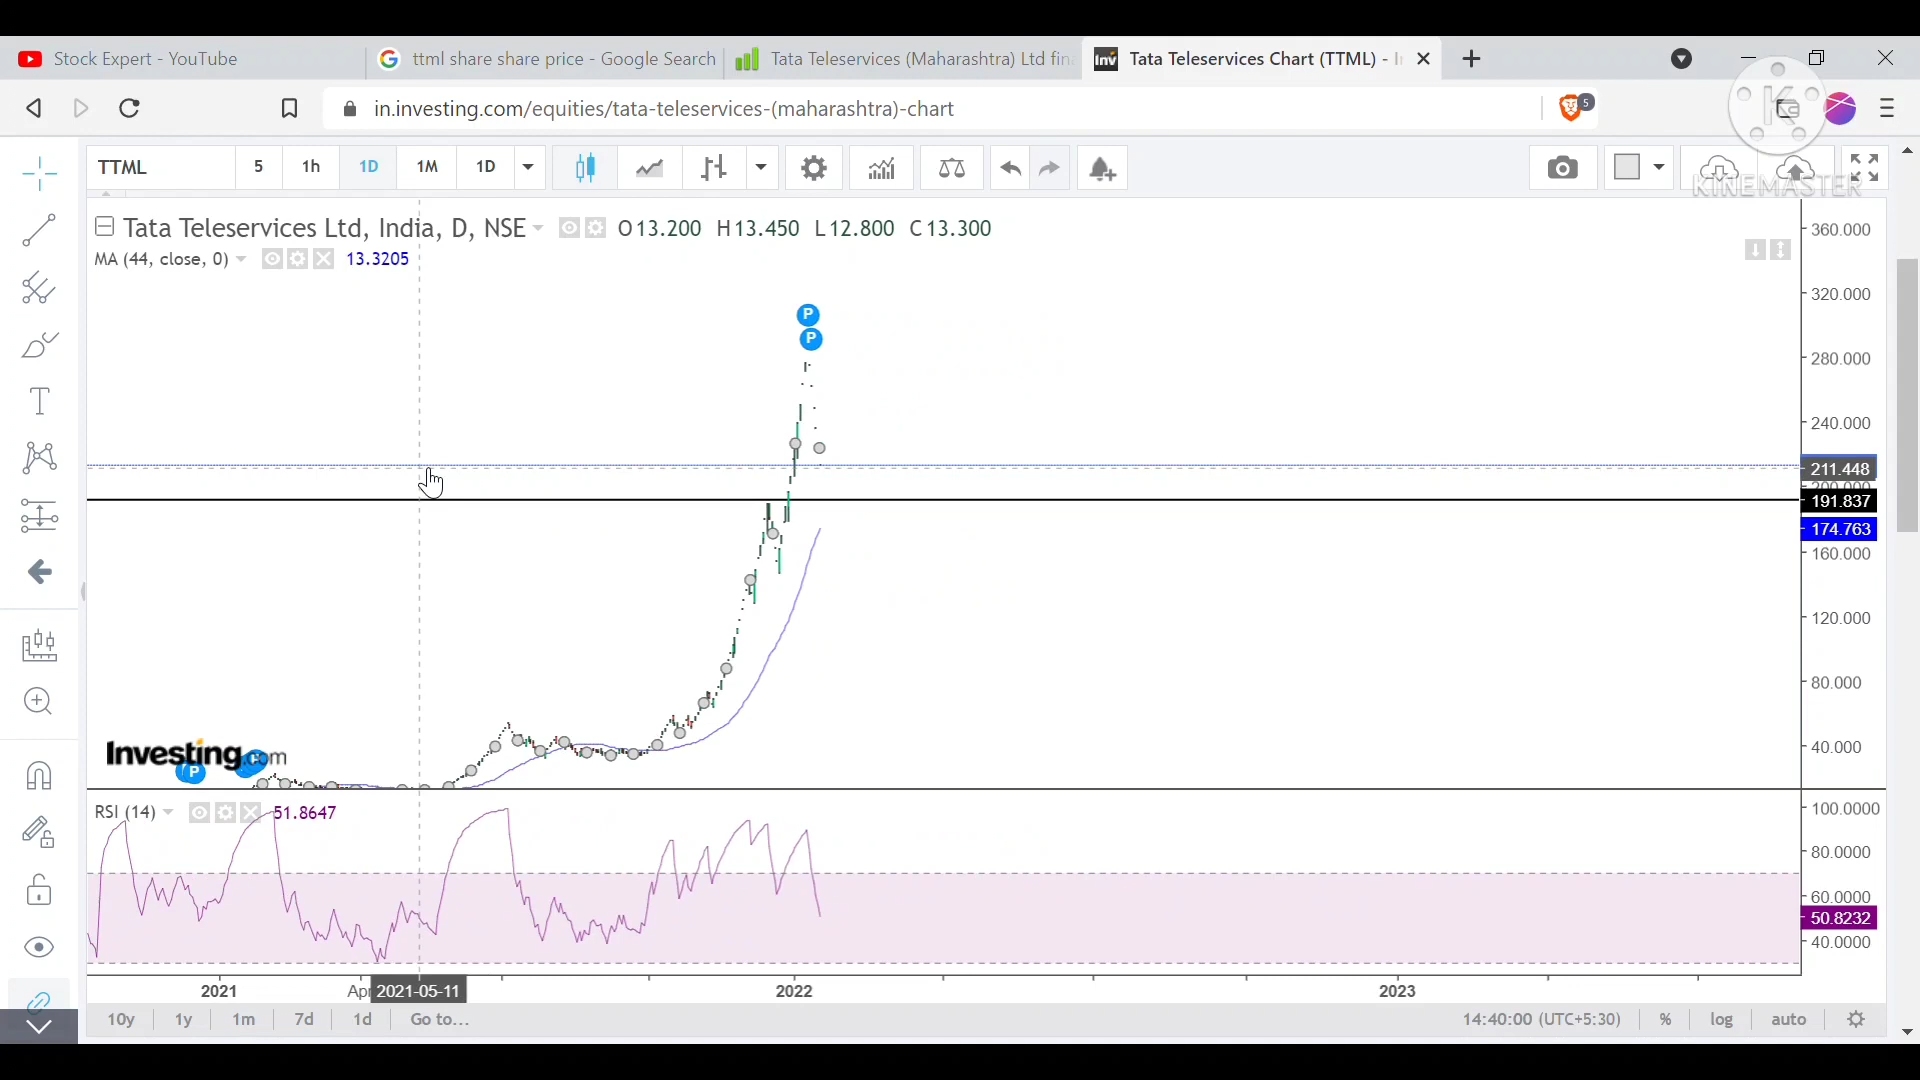 Stock Expert - YouTube
ttml share share price - Google Search
Tata Teleservices (Maharashtra) Ltd fin
Tata Teleservices Chart (TTML) - I
in.investing.com/equities/tata-teleservices-(maharashtra)-chart
5
K
TTML 5 1h 1D 1M 1D
KINEMASTER
Tata Teleservices Ltd, India, D, NSE O13.200 H13.450 L12.800 C13.300
MA (44, close, 0) 13.3205
360.000
320.000
P
P
280.000
240.000
211.448
200.000
191.837
174.763
160.000
120.000
80.000
40.000
Investing.com
P
RSI (14) 51.8647
100.0000
80.0000
60.0000
50.8232
40.0000
2021 Apr 2021-05-11 2022 2023
10y 1y 1m 7d 1d Go to... 14:40:00 (UTC+5:30) % log auto